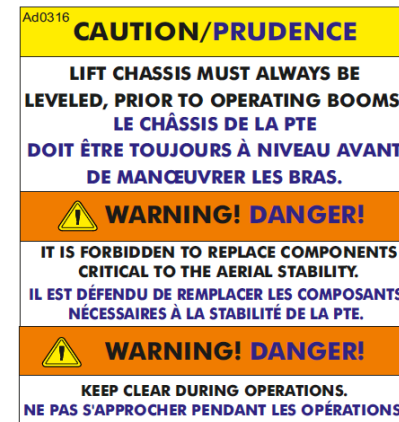 Ad0316
CAUTION/PRUDENCE
LIFT CHASSIS MUST ALWAYS BE
LEVELED, PRIOR TO OPERATING BOOMS
LE CHÂSSIS DE LA PTE
DOIT ÊTRE TOUJOURS À NIVEAU AVANT
DE MANŒUVRER LES BRAS.
WARNING! DANGER!
IT IS FORBIDDEN TO REPLACE COMPONENTS
CRITICAL TO THE AERIAL STABILITY.
IL EST DÉFENDU DE REMPLACER LES COMPOSANTS
NÉCESSAIRES À LA STABILITÉ DE LA PTE.
WARNING! DANGER!
KEEP CLEAR DURING OPERATIONS.
NE PAS S'APPROCHER PENDANT LES OPÉRATIONS